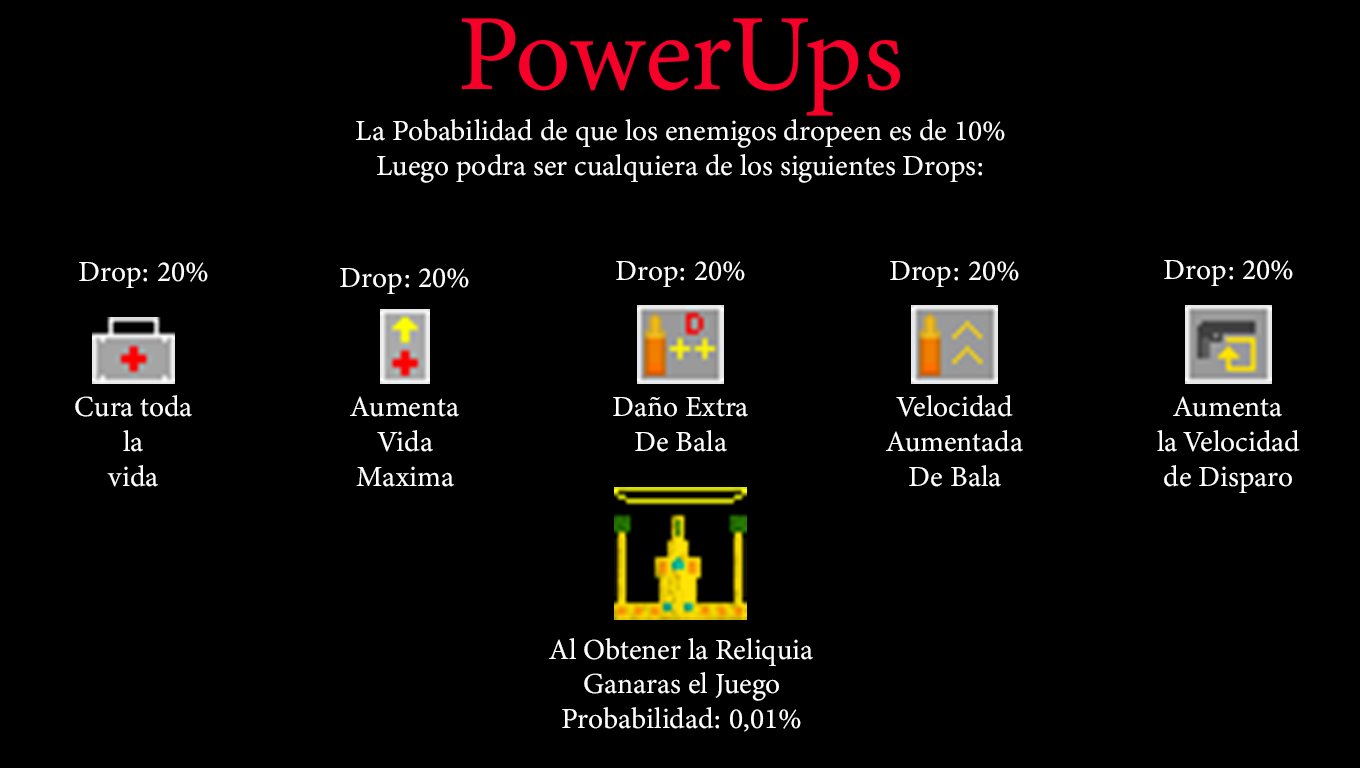 PowerUps
La Pobabilidad de que los enemigos dropeen es de 10%
Luego podra ser cualquiera de los siguientes Drops:
Drop: 20%
Drop: 20%
Drop: 20%
Drop: 20%
Drop: 20%
D
++
Cura toda
la
vida
Aumenta
Vida
Maxima
Daño Extra
De Bala
Velocidad
Aumentada
De Bala
Aumenta
la Velocidad
de Disparo
Al Obtener la Reliquia
Ganaras el Juego
Probabilidad: 0,01%